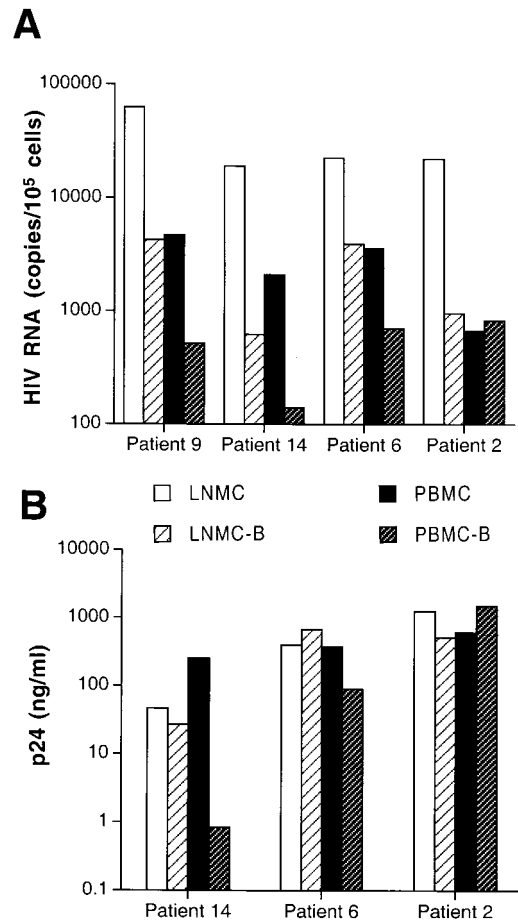 A
HIV RNA (copies/10⁵ cells)
100000
10000
1000
100
Patient 9 Patient 14 Patient 6 Patient 2
LNMC PBMC
LNMC-B PBMC-B
B
p24 (ng/ml)
10000
1000
100
10
1
0.1
Patient 14 Patient 6 Patient 2